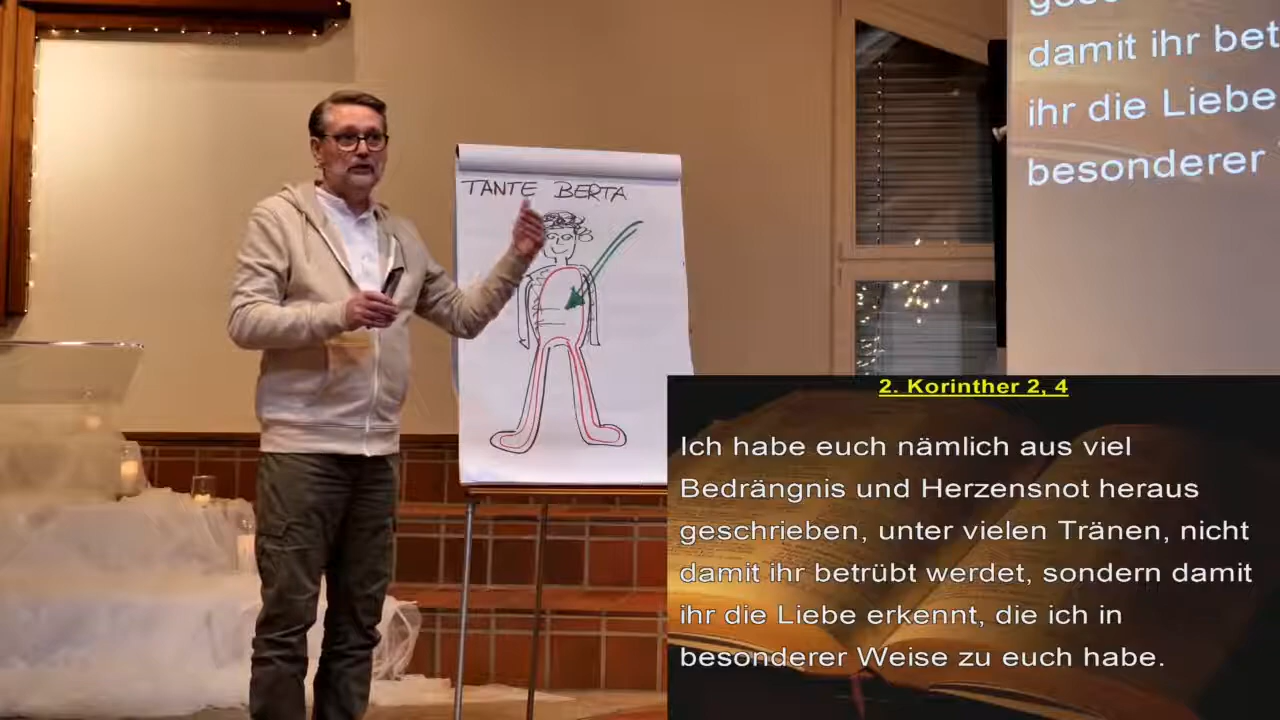 TANTE BERTA
damit ihr bet
ihr die Liebe
besonderer
2. Korinther 2, 4
Ich habe euch nämlich aus viel
Bedrängnis und Herzensnot heraus
geschrieben, unter vielen Tränen, nicht
damit ihr betrübt werdet, sondern damit
ihr die Liebe erkennt, die ich in
besonderer Weise zu euch habe.